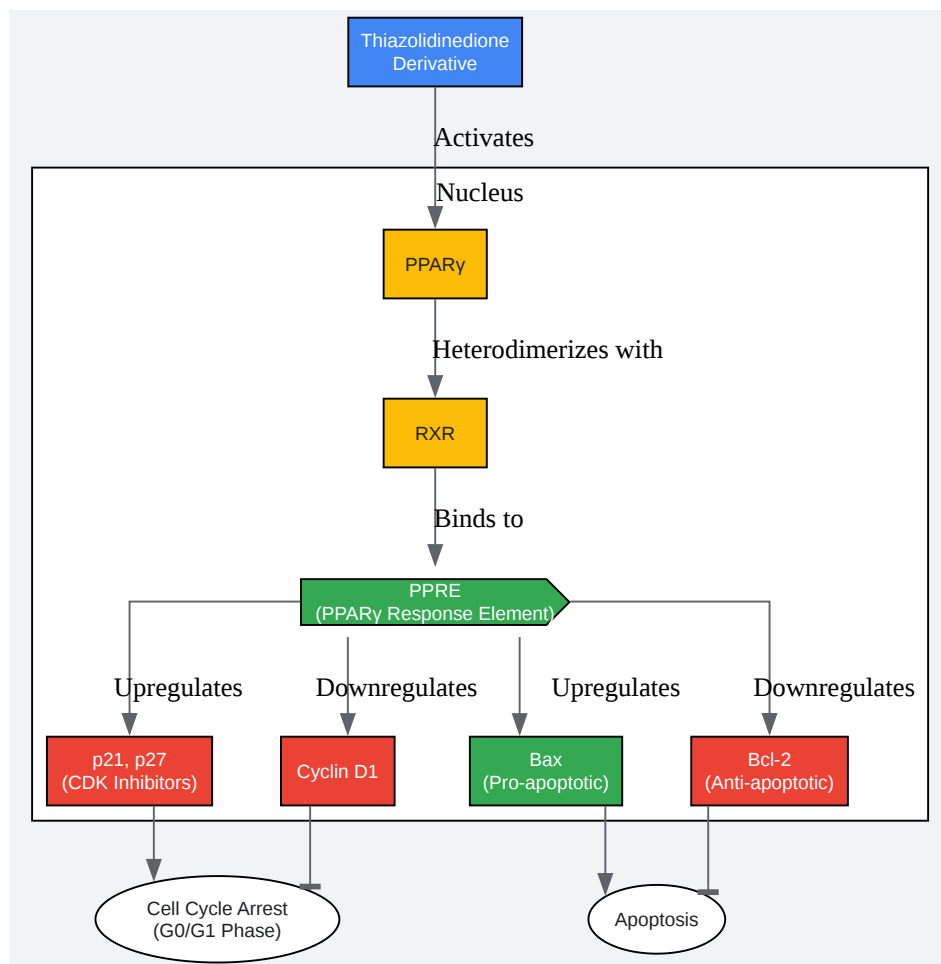 Thiazolidinedione
Derivative
Activates
Nucleus
PPARγ
Heterodimerizes with
RXR
Binds to
PPRE
(PPARγ Response Element)
Upregulates
Downregulates
Upregulates
Downregulates
p21, p27
(CDK Inhibitors)
Cyclin D1
Bax
(Pro-apoptotic)
Bcl-2
(Anti-apoptotic)
Cell Cycle Arrest
(G0/G1 Phase)
Apoptosis